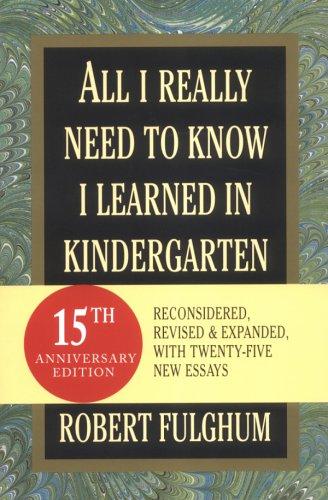 ALL I REALLY
NEED TO KNOW
I LEARNED IN
KINDERGARTEN
15TH
ANNIVERSARY
EDITION
RECONSIDERED,
REVISED & EXPANDED,
WITH TWENTY-FIVE
NEW ESSAYS
ROBERT FULGHUM